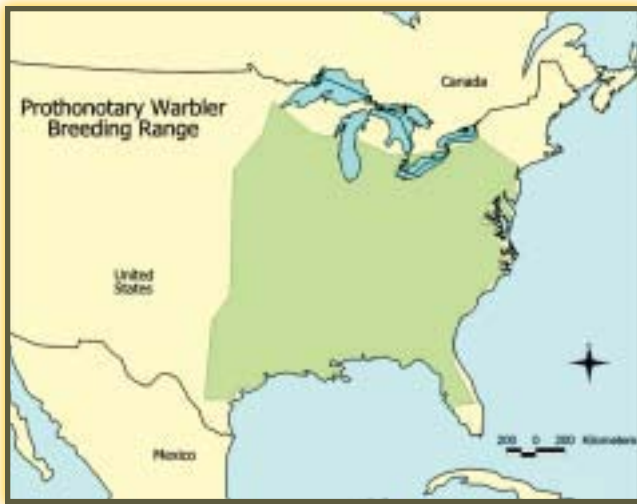 Canada
Prothonotary Warbler
Breeding Range
United
States
Mexico
200 0 200 Kilometers